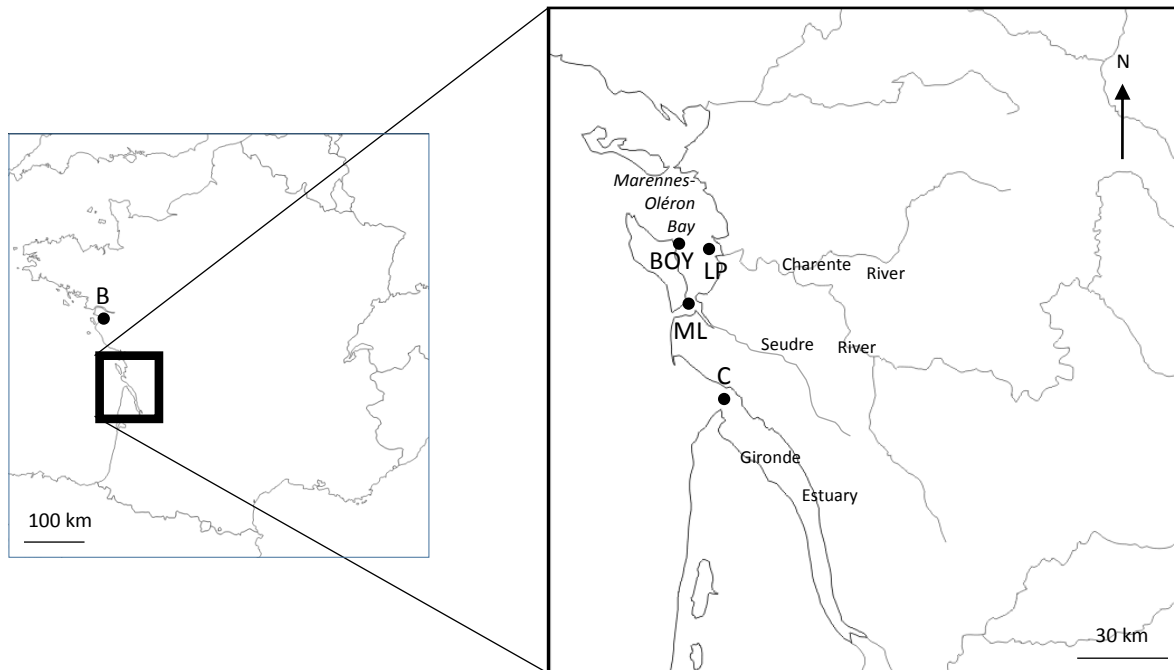 B
100 km
N
Marennes-
Oléron
Bay
BOY
LP
Charente
River
ML
Seudre
River
C
Gironde
Estuary
30 km